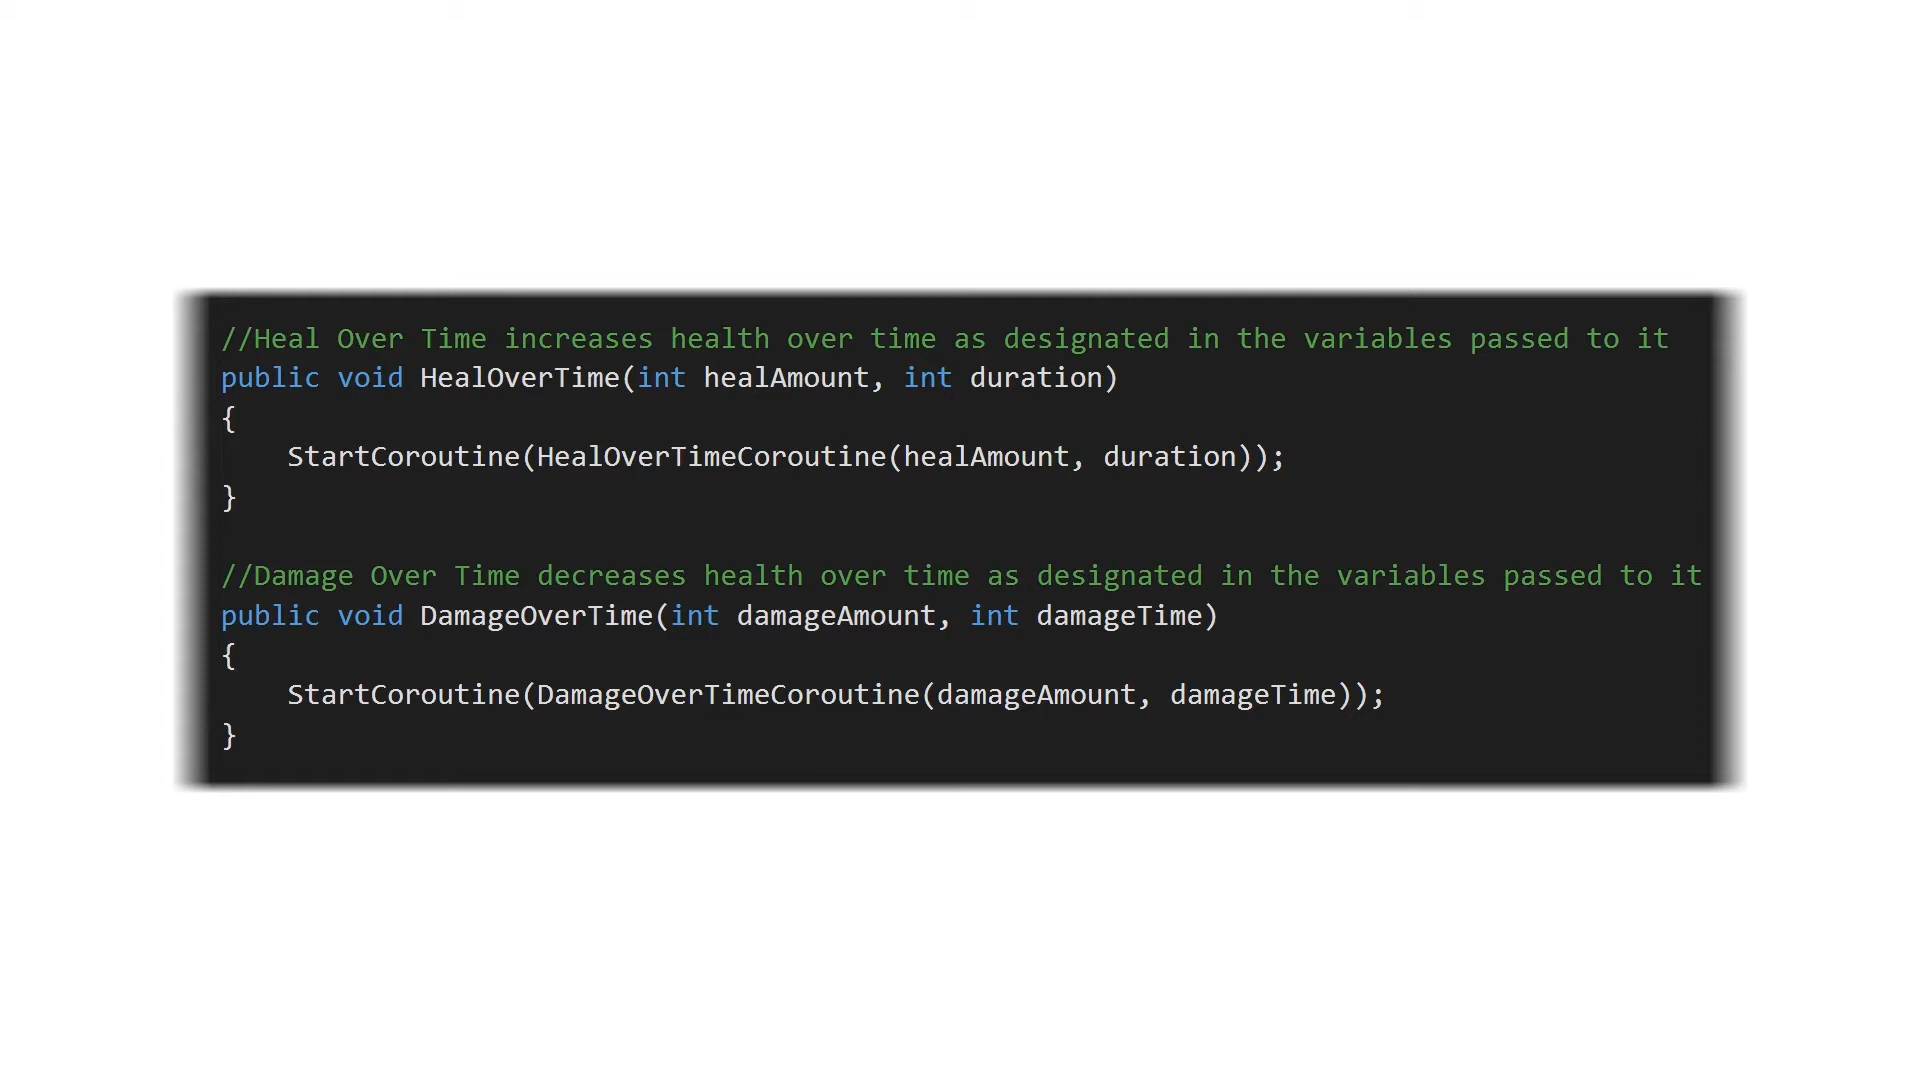 //Heal Over Time increases health over time as designated in the variables passed to it
public void HealOverTime(int healAmount, int duration)
{
    StartCoroutine(HealOverTimeCoroutine(healAmount, duration));
}

//Damage Over Time decreases health over time as designated in the variables passed to it
public void DamageOverTime(int damageAmount, int damageTime)
{
    StartCoroutine(DamageOverTimeCoroutine(damageAmount, damageTime));
}